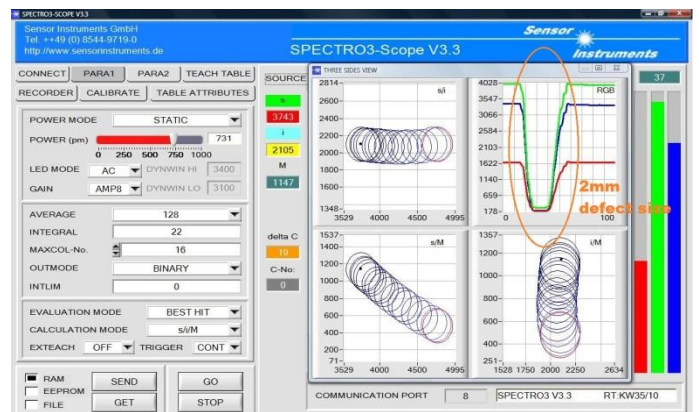 SPECTRO3-SCOPE V3.3
Sensor Instruments GmbH
Tel. ++49 (0) 8544-9719-0
http://www.sensorinstruments.de
SPECTRO3-Scope V3.3
Sensor
Instruments
CONNECT PARA1 PARA2 TEACH TABLE
RECORDER CALIBRATE TABLE ATTRIBUTES
POWER MODE STATIC
POWER (pm) 731
0 250 500 750 1000
LED MODE AC DYNWIN HI 3400
GAIN AMP8 DYNWIN LO 3100
AVERAGE 128
INTEGRAL 22
MAXCOL-No. 16
OUTMODE BINARY
INTLIM 0
EVALUATION MODE BEST HIT
CALCULATION MODE s/i/M
EXTEACH OFF TRIGGER CONT
RAM
EEPROM
FILE
SEND GO
GET STOP
SOURCE
s
3743
i
2105
M
1147
delta C
10
C-No:
0
THREE SIDES VIEW
2814-
2600-
2400-
2200-
2000-
1800-
1600-
1348-
3529 4000 4500 4995
s/i
4028-
3547-
3066-
2584-
2103-
1622-
1140-
659-
178-
0 100
RGB
2mm
defect size
1537-
1400-
1200-
1000-
800-
600-
400-
200-
71-
3529 4000 4500 4995
s/M
1357-
1200-
1000-
800-
600-
400-
251-
1528 1750 2000 2250 2634
i/M
37
COMMUNICATION PORT 8 SPECTRO3 V3.3 RT:KW35/10